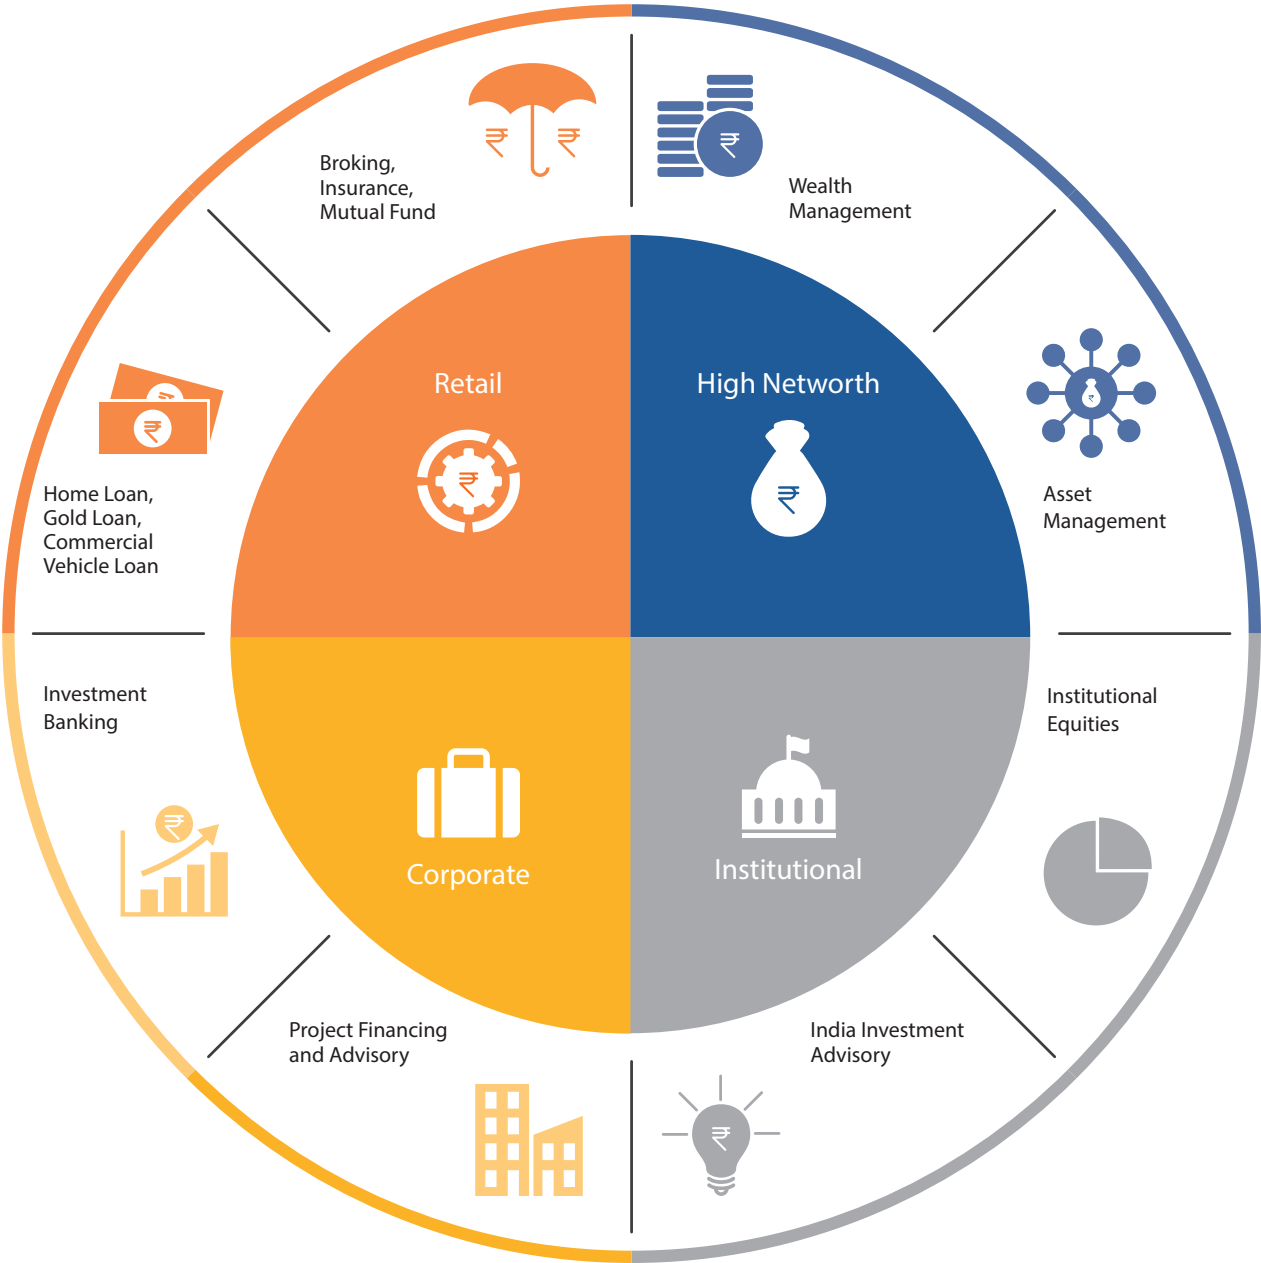 Broking,
Insurance,
Mutual Fund
₹
₹
₹
Wealth
Management
Retail
₹
High Networth
₹
₹
₹
Home Loan,
Gold Loan,
Commercial
Vehicle Loan
₹
Asset
Management
Investment
Banking
₹
Institutional
Equities
Corporate
Institutional
Project Financing
and Advisory
India Investment
Advisory
₹